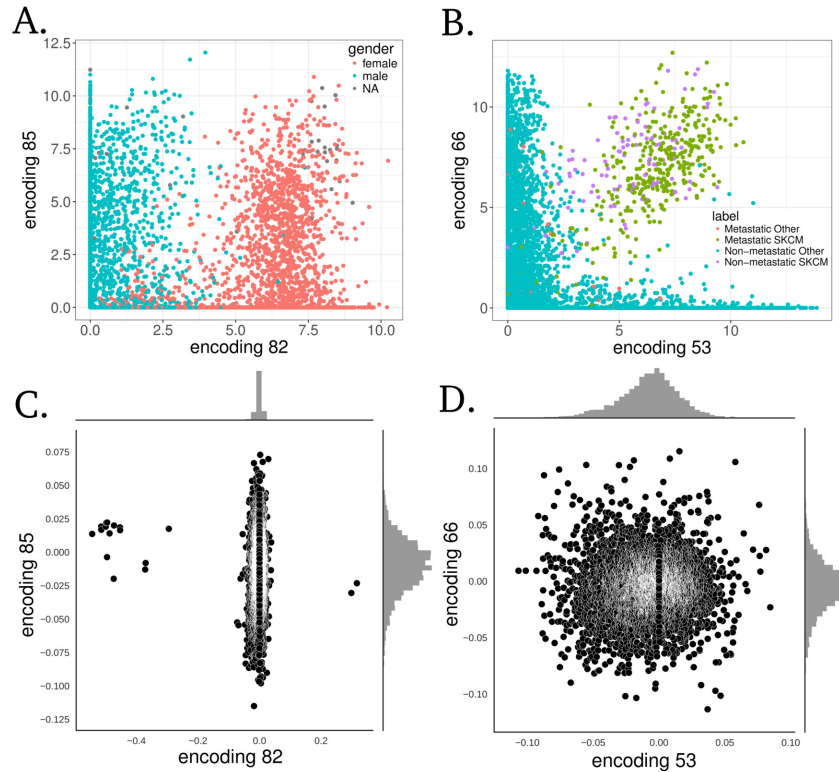 A.
encoding 85
12.5
10.0
7.5
5.0
2.5
0.0
0.0
2.5
5.0
7.5
10.0
encoding 82
gender
female
male
NA
B.
encoding 66
10
5
0
0
5
10
encoding 53
label
Metastatic Other
Metastatic SKCM
Non−metastatic Other
Non−metastatic SKCM
C.
encoding 85
0.075
0.050
0.025
0.000
−0.025
−0.050
−0.075
−0.100
−0.125
−0.4
−0.2
0.0
0.2
encoding 82
D.
encoding 66
0.10
0.05
0.00
−0.05
−0.10
−0.10
−0.05
0.00
0.05
0.10
encoding 53